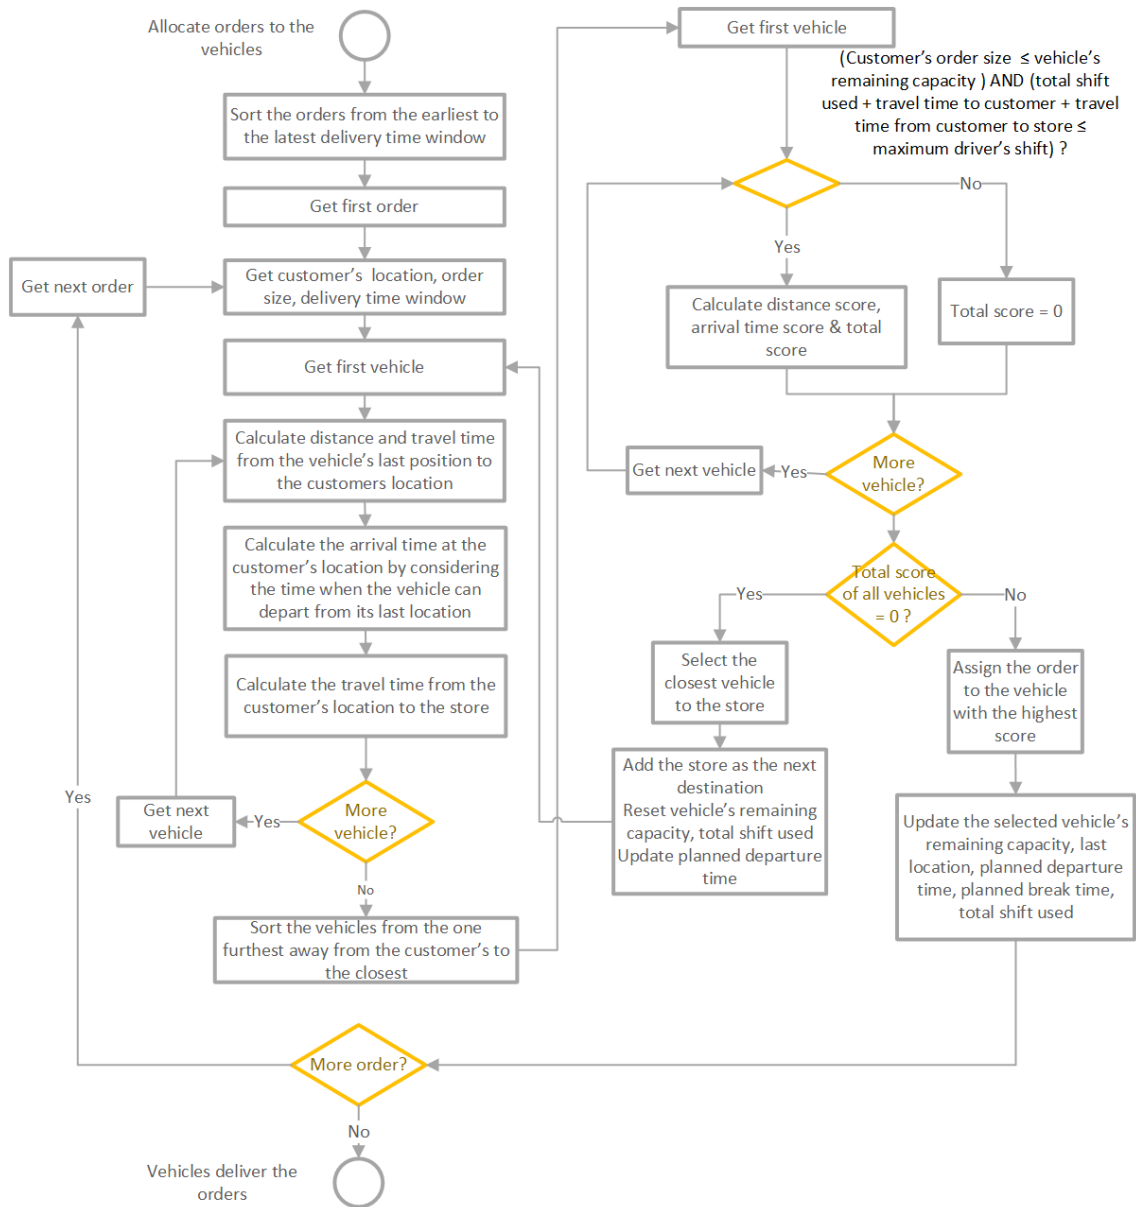 Allocate orders to the
vehicles
Sort the orders from the earliest to
the latest delivery time window
Get first order
Get next order
Get customer's location, order
size, delivery time window
Get first vehicle
Calculate distance and travel time
from the vehicle's last position to
the customers location
Calculate the arrival time at the
customer's location by considering
the time when the vehicle can
depart from its last location
Calculate the travel time from the
customer's location to the store
More
vehicle?
Yes
Get next
vehicle
No
Sort the vehicles from the one
furthest away from the customer's to
the closest
Get first vehicle
(Customer's order size ≤ vehicle's
remaining capacity ) AND (total shift
used + travel time to customer + travel
time from customer to store ≤
maximum driver's shift) ?
No
Yes
Calculate distance score,
arrival time score & total
score
Total score = 0
More
vehicle?
Yes
Get next vehicle
Total score
of all vehicles
= 0 ?
Yes
No
Select the
closest vehicle
to the store
Assign the order
to the vehicle
with the highest
score
Add the store as the next
destination
Reset vehicle's remaining
capacity, total shift used
Update planned departure
time
Update the selected vehicle's
remaining capacity, last
location, planned departure
time, planned break time,
total shift used
More order?
Yes
No
Vehicles deliver the
orders